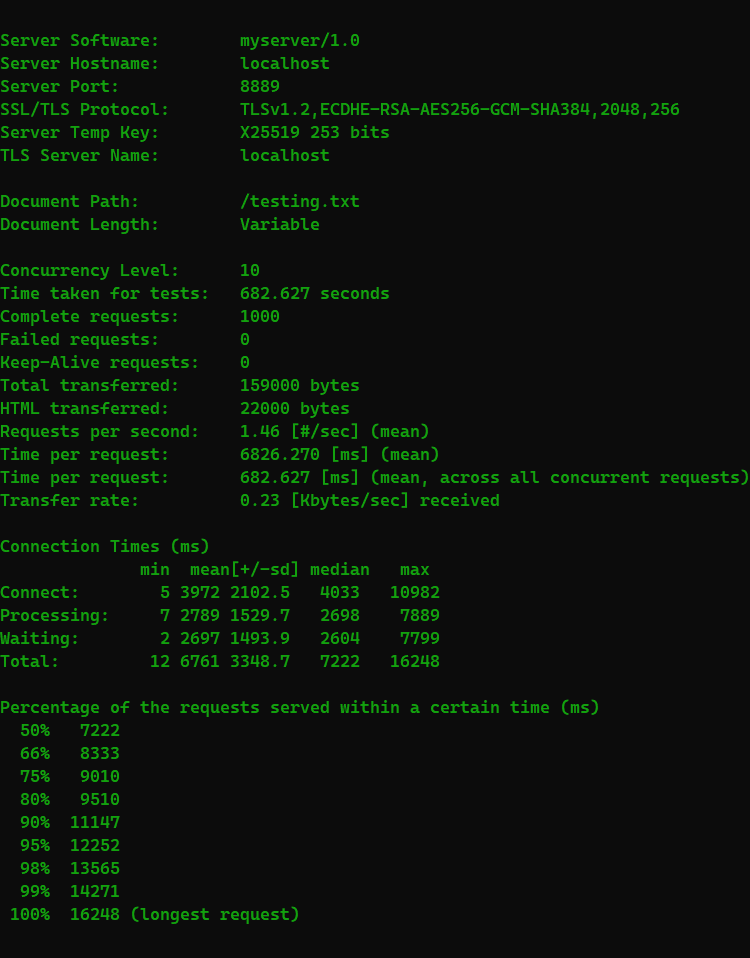 Server Software:        myserver/1.0
Server Hostname:        localhost
Server Port:            8889
SSL/TLS Protocol:       TLSv1.2,ECDHE-RSA-AES256-GCM-SHA384,2048,256
Server Temp Key:        X25519 253 bits
TLS Server Name:        localhost

Document Path:          /testing.txt
Document Length:        Variable

Concurrency Level:      10
Time taken for tests:   682.627 seconds
Complete requests:      1000
Failed requests:        0
Keep-Alive requests:    0
Total transferred:      159000 bytes
HTML transferred:       22000 bytes
Requests per second:    1.46 [#/sec] (mean)
Time per request:       6826.270 [ms] (mean)
Time per request:       682.627 [ms] (mean, across all concurrent requests)
Transfer rate:          0.23 [Kbytes/sec] received

Connection Times (ms)
              min  mean[+/-sd] median   max
Connect:        5 3972 2102.5   4033   10982
Processing:     7 2789 1529.7   2698    7889
Waiting:        2 2697 1493.9   2604    7799
Total:         12 6761 3348.7   7222   16248

Percentage of the requests served within a certain time (ms)
  50%   7222
  66%   8333
  75%   9010
  80%   9510
  90%  11147
  95%  12252
  98%  13565
  99%  14271
 100%  16248 (longest request)